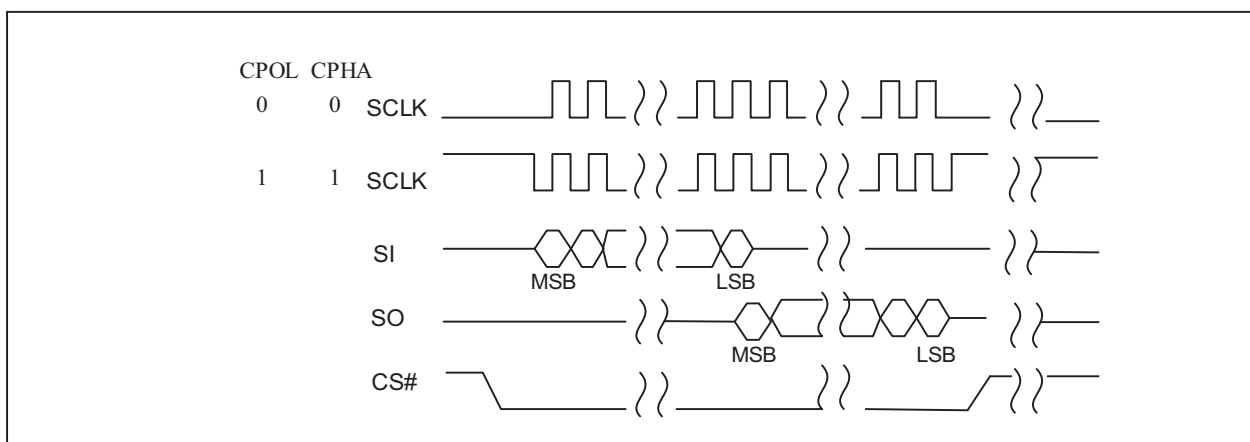 CPOL CPHA
0 0 SCLK
1 1 SCLK
SI
MSB LSB
SO
MSB LSB
CS#